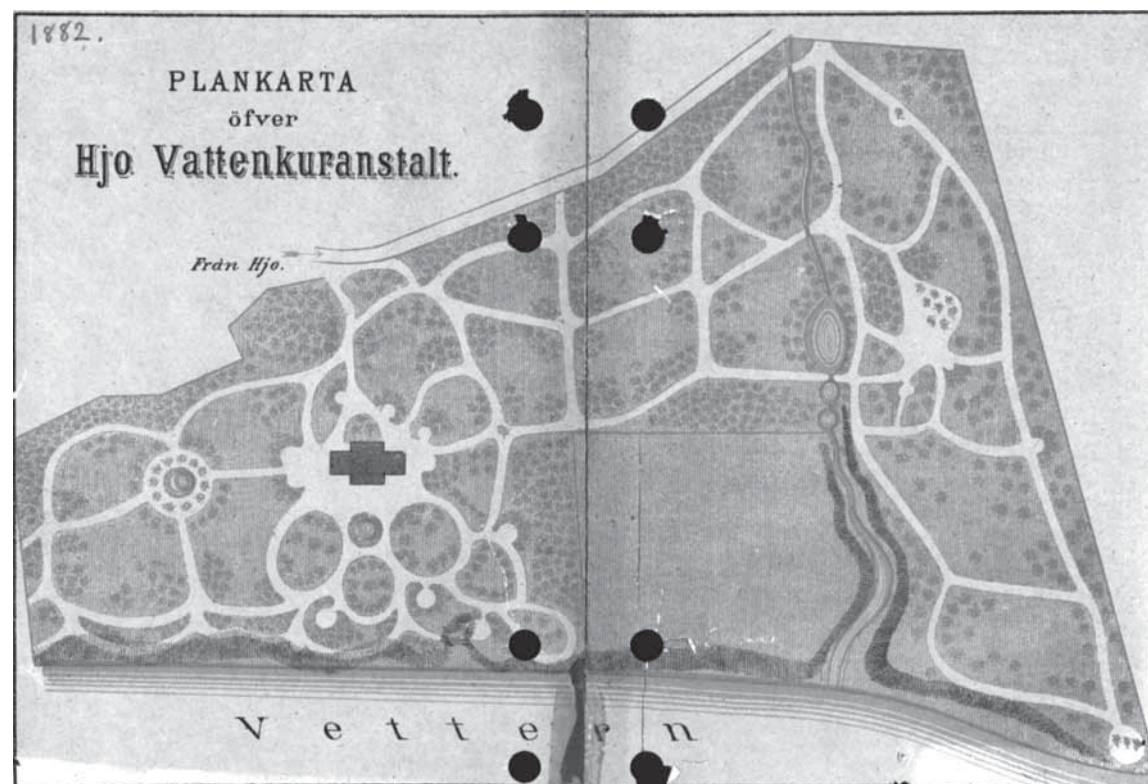 1882.
PLANKARTA
öfver
Hjo Vattenkuranstalt.
Från Hjo.
Vettern